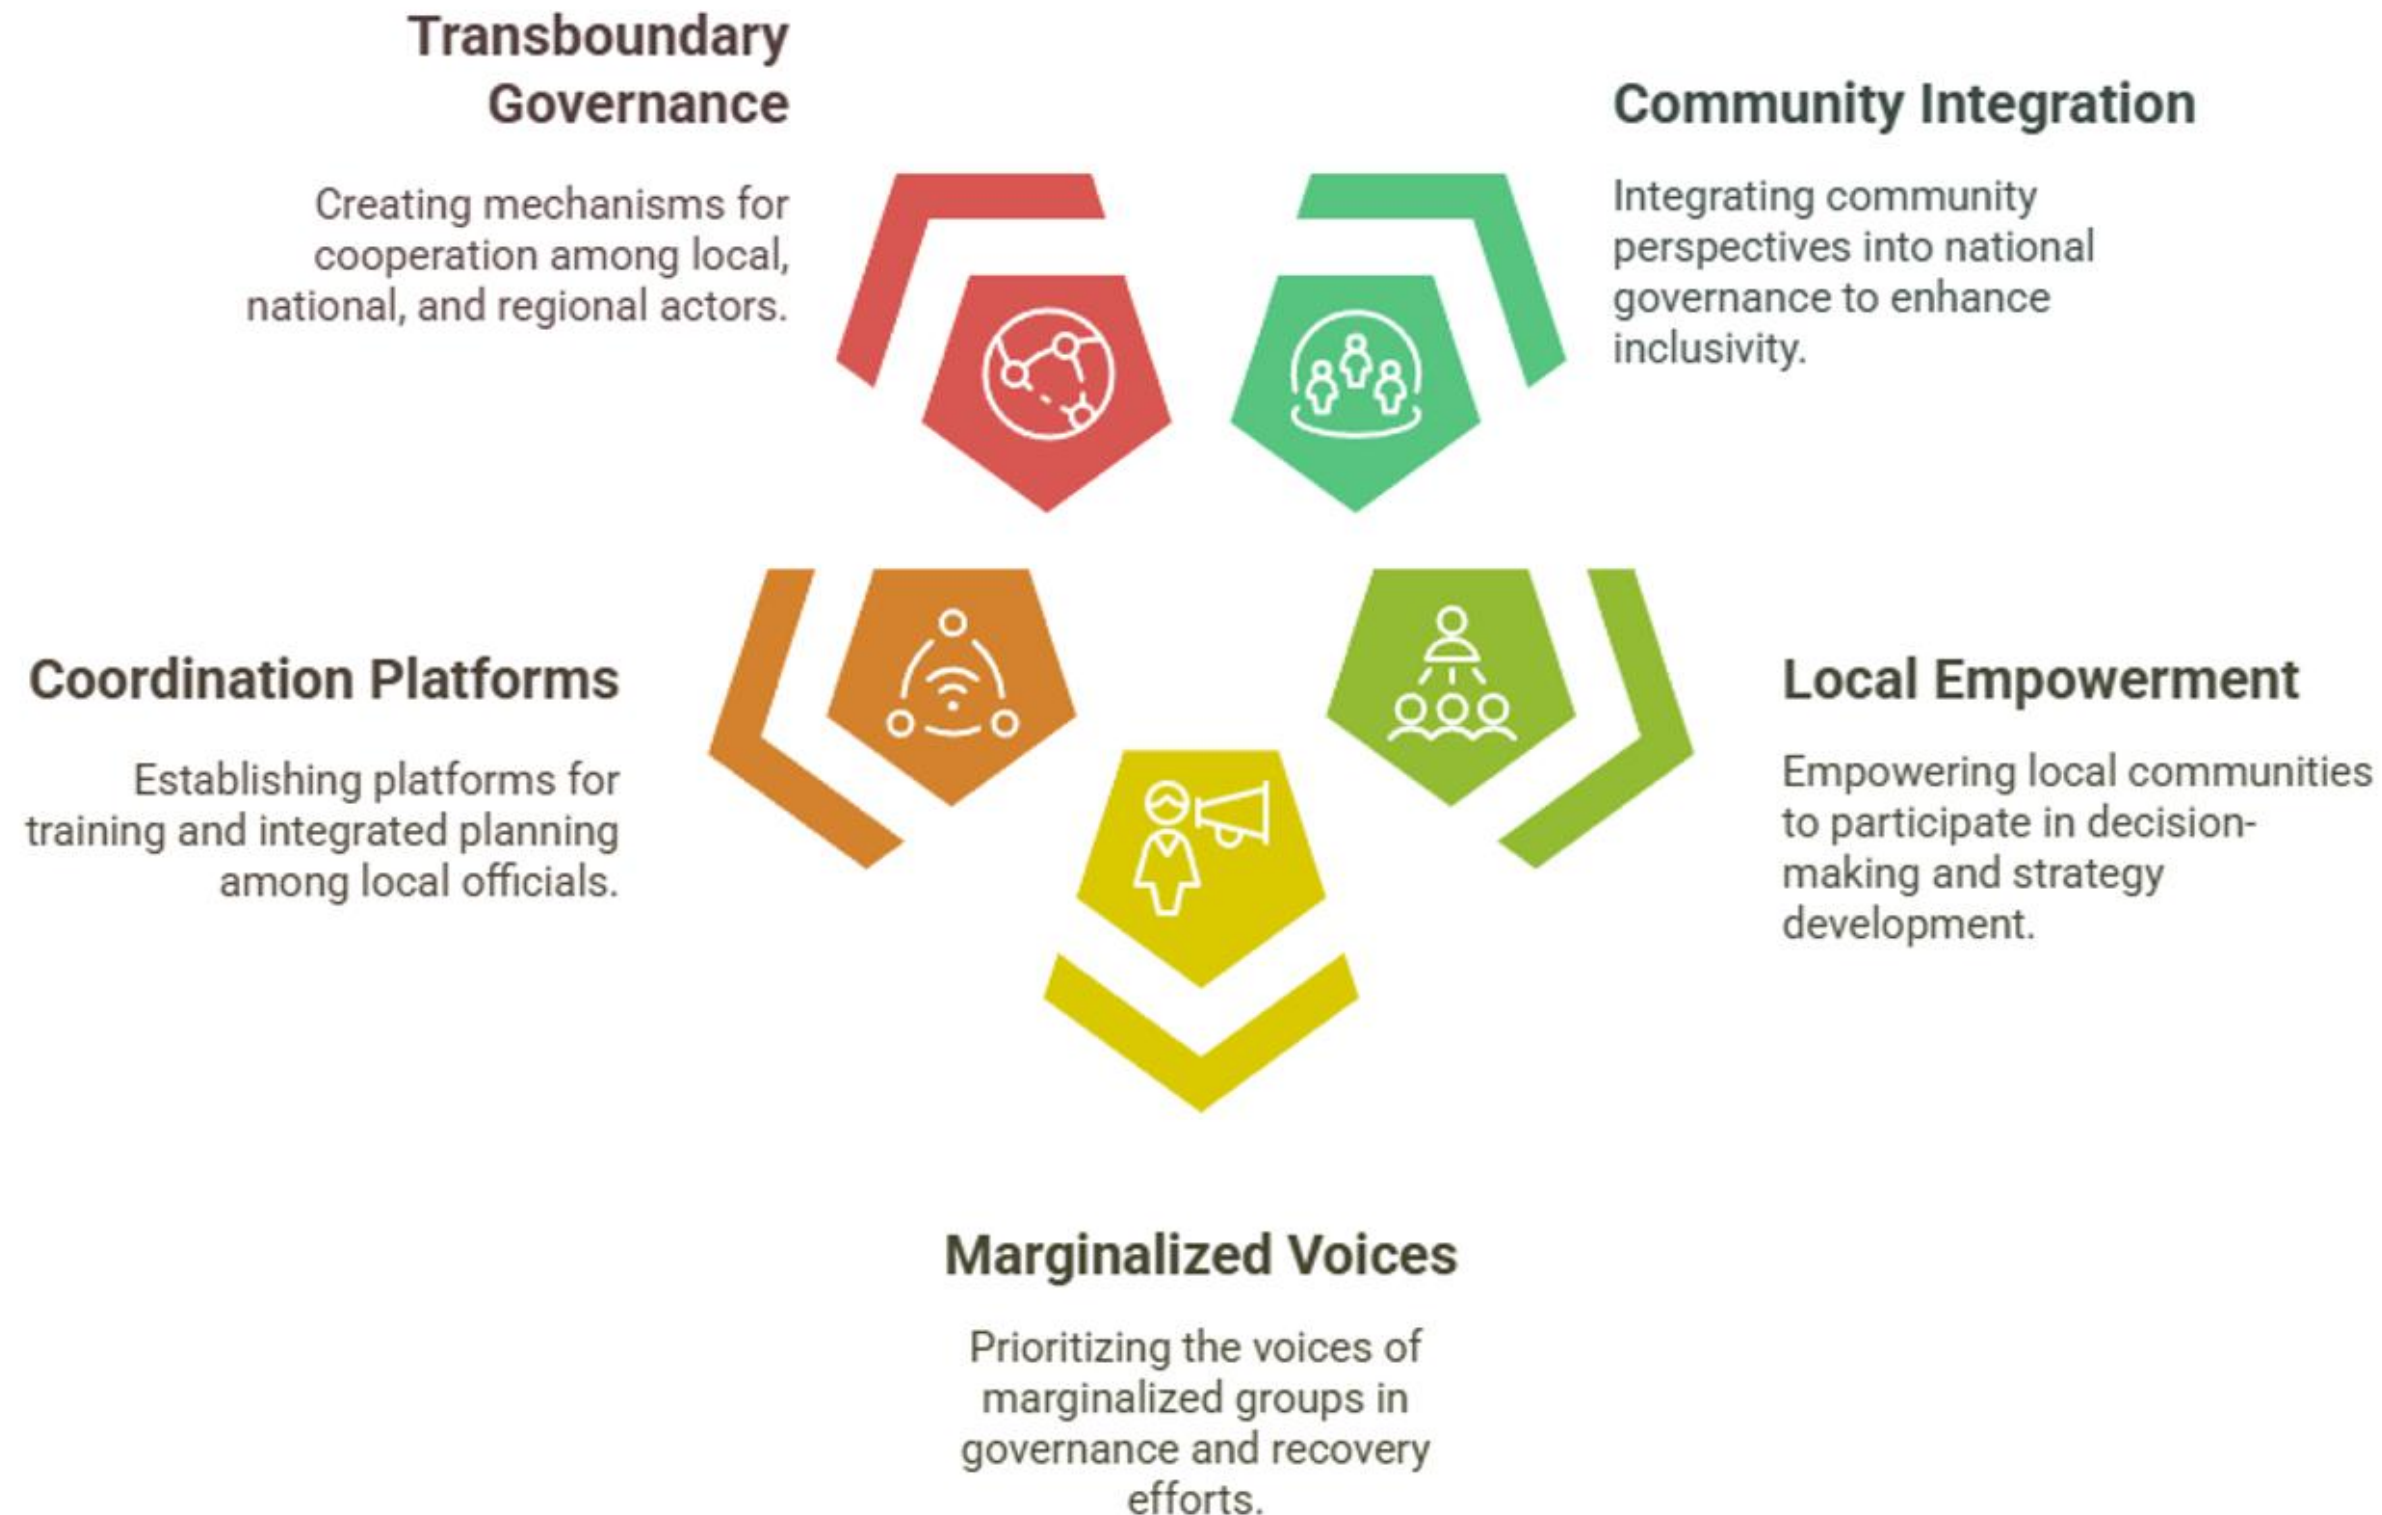 Transboundary
Governance
Creating mechanisms for
cooperation among local,
national, and regional actors.
Community Integration
Integrating community
perspectives into national
governance to enhance
inclusivity.
Coordination Platforms
Establishing platforms for
training and integrated planning
among local officials.
Local Empowerment
Empowering local communities
to participate in decision-
making and strategy
development.
Marginalized Voices
Prioritizing the voices of
marginalized groups in
governance and recovery
efforts.